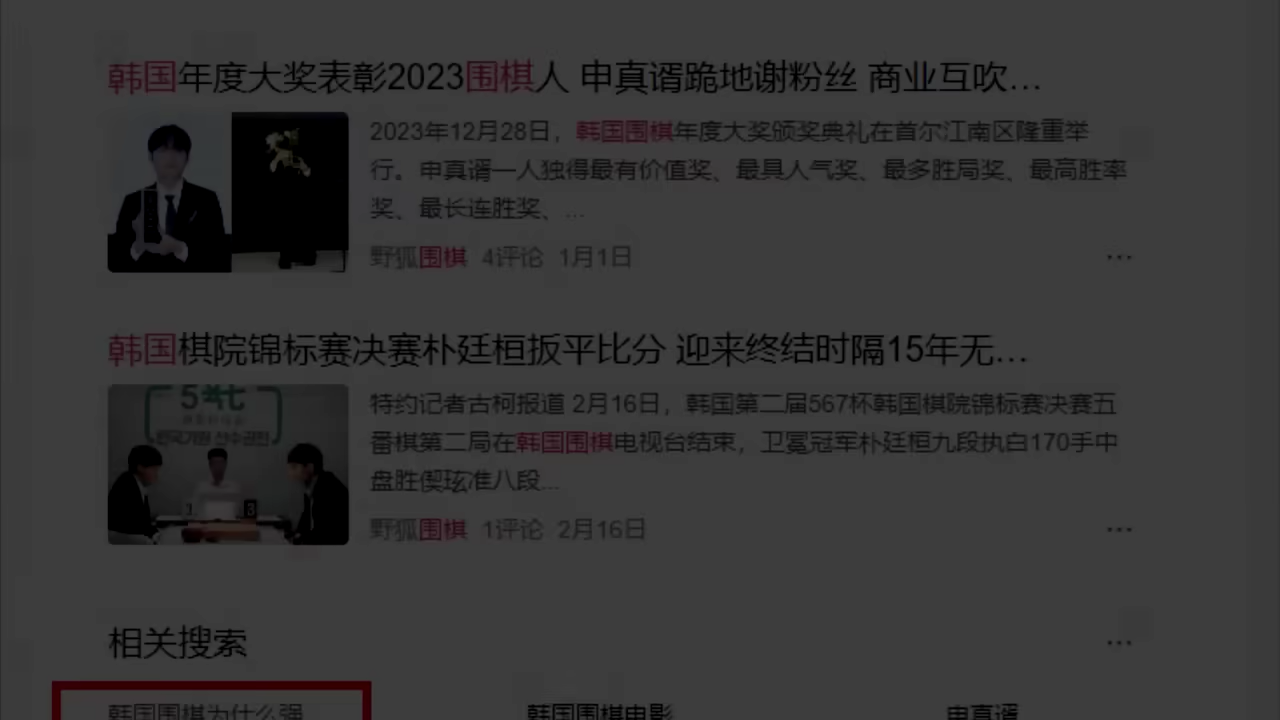 韩国年度大奖表彰2023围棋人 申真谞跪地谢粉丝 商业互吹...
2023年12月28日，韩国围棋年度大奖颁奖典礼在首尔江南区隆重举
行。申真谞一人独得最有价值奖、最具人气奖、最多胜局奖、最高胜率
奖、最长连胜奖、...
野狐围棋 4评论 1月1日
韩国棋院锦标赛决赛朴廷桓扳平比分 迎来终结时隔15年无...
特约记者古柯报道 2月16日，韩国第二届567杯韩国棋院锦标赛决赛五
番棋第二局在韩国围棋电视台结束，卫冕冠军朴廷桓九段执白170手中
盘胜偰玹准八段...
野狐围棋 1评论 2月16日
相关搜索
韩国围棋为什么强
韩国围棋电影
申真谞